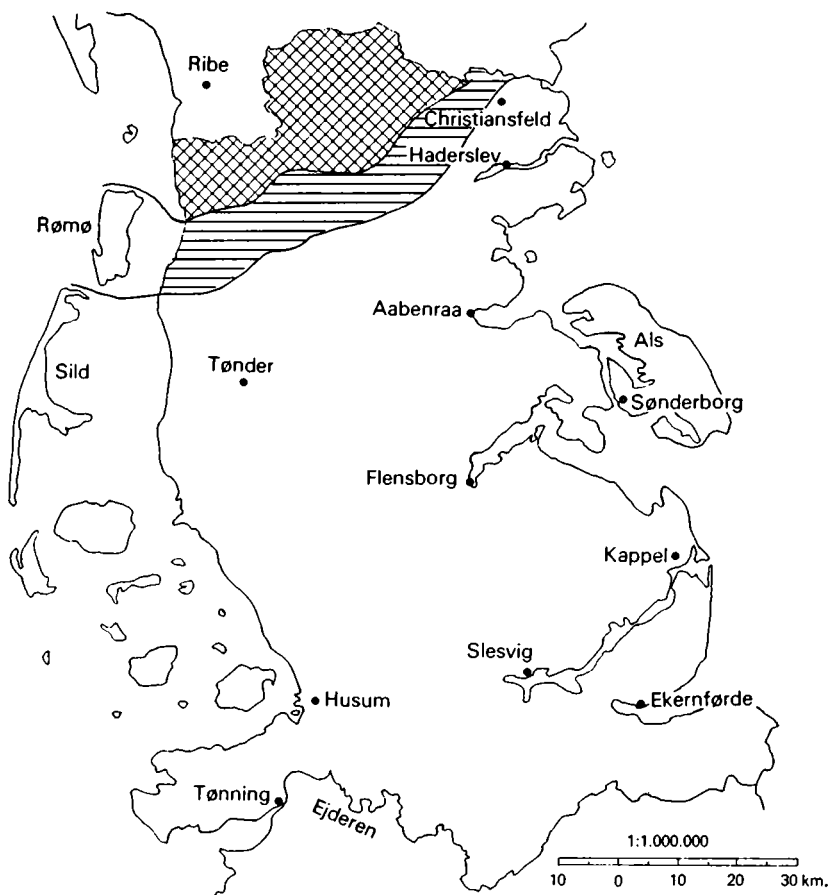 Ribe
Christiansfeld
Haderslev
Rømø
Aabenraa
Als
Sild
Tønder
Sønderborg
Flensborg
Kappel
Slesvig
Husum
Ekernførde
Tønning
Ejderen
1:1.000.000
10 0 10 20 30 km.